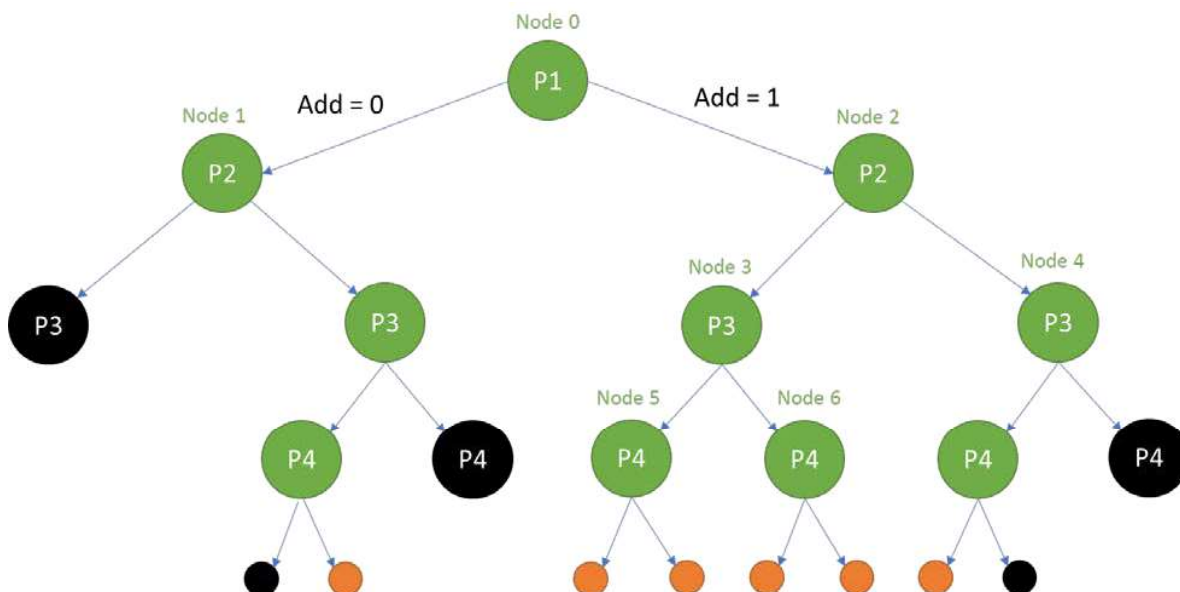 Node 0
P1
Add = 0
Add = 1
Node 1
Node 2
P2
P2
Node 3
Node 4
P3
P3
P3
P3
Node 5
Node 6
P4
P4
P4
P4
P4
P4